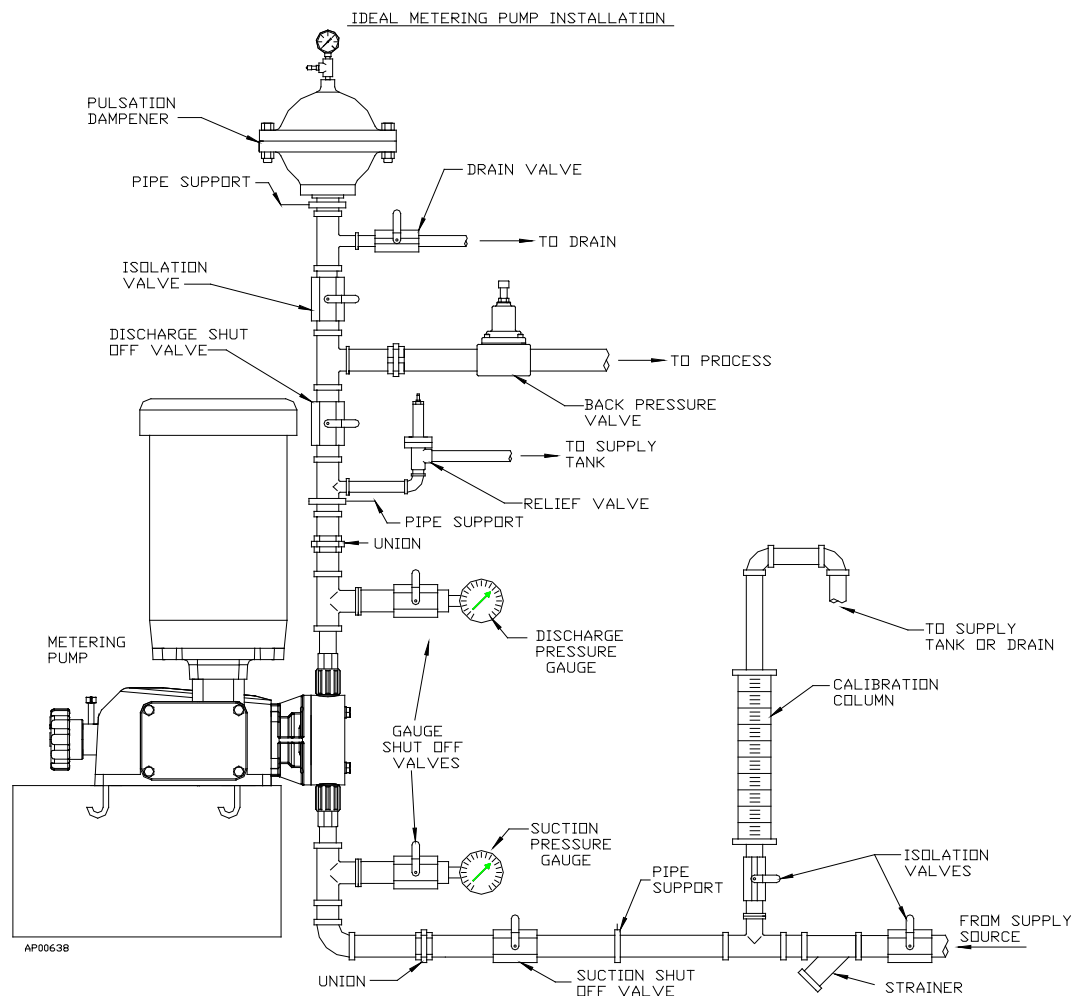 IDEAL METERING PUMP INSTALLATION
PULSATION
DAMPENER
DRAIN VALVE
PIPE SUPPORT
TO DRAIN
ISOLATION
VALVE
DISCHARGE SHUT
OFF VALVE
TO PROCESS
BACK PRESSURE
VALVE
TO SUPPLY
TANK
RELIEF VALVE
PIPE SUPPORT
UNION
METERING
PUMP
DISCHARGE
PRESSURE
GAUGE
TO SUPPLY
TANK OR DRAIN
CALIBRATION
COLUMN
GAUGE
SHUT OFF
VALVES
SUCTION
PRESSURE
GAUGE
PIPE
SUPPORT
ISOLATION
VALVES
FROM SUPPLY
SOURCE
AP00638
UNION
SUCTION SHUT
OFF VALVE
STRAINER